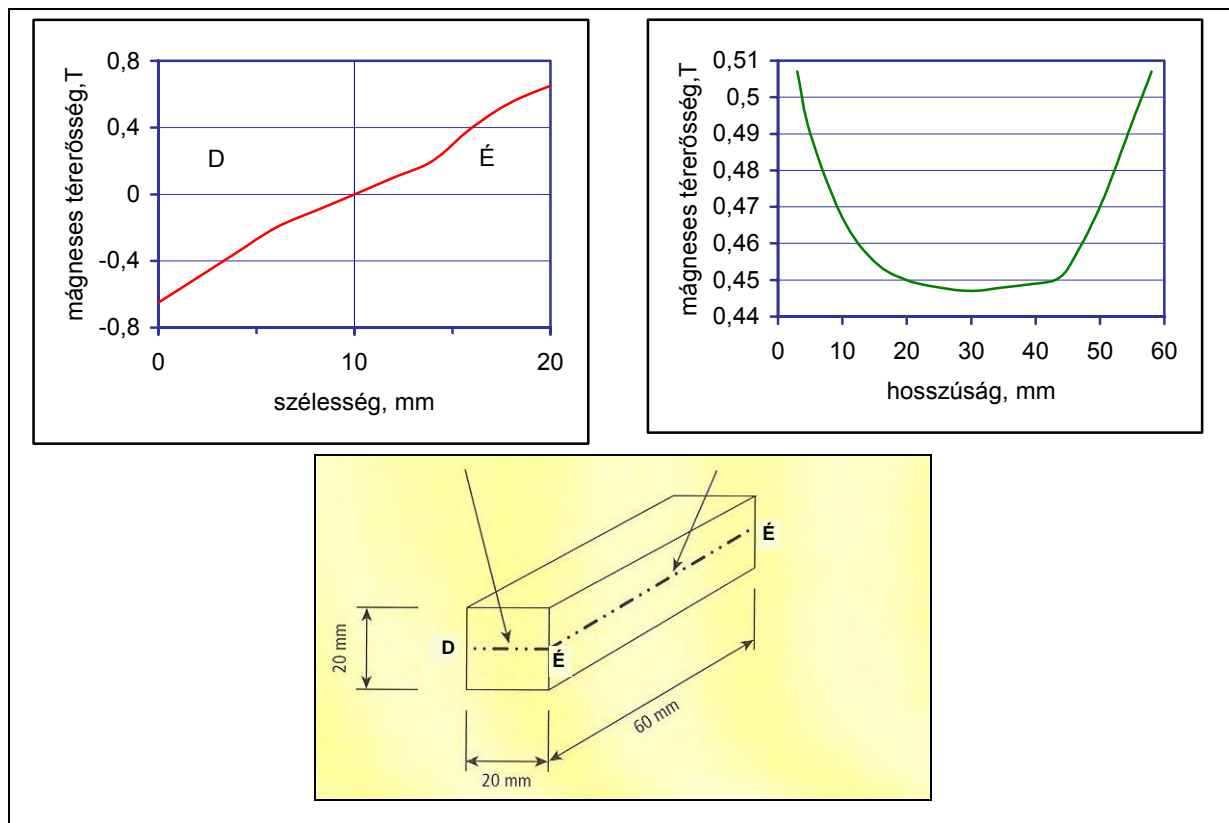 mágneses térerősség,T
0,8
0,4
0
-0,4
-0,8
D
É
0 10 20
szélesség, mm
mágneses térerősség,T
0,51
0,5
0,49
0,48
0,47
0,46
0,45
0,44
0 10 20 30 40 50 60
hosszúság, mm
D
É
É
20 mm
20 mm
60 mm